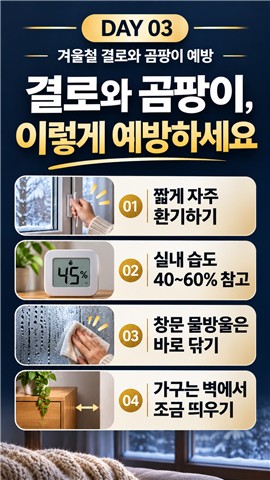 DAY 03
겨울철 결로와 곰팡이 예방
결로와 곰팡이,
이렇게 예방하세요
01
짧게 자주
환기하기
45%
02
실내 습도
40~60% 참고
03
창문 물방울은
바로 닦기
04
가구는 벽에서
조금 띄우기